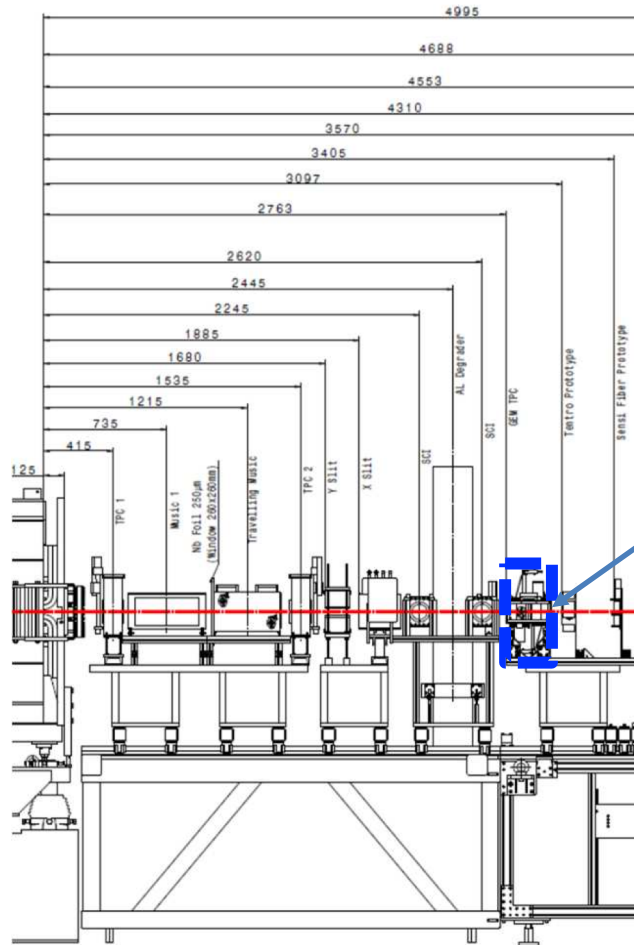 4995
4688
4553
4310
3570
3405
3097
2763
2620
2445
2245
1885
1680
1535
1215
735
415
125
TPC 1
Music 1
Nb Foil 250µm
(Window 260x260mm)
Travelling Music
TPC 2
Y Slit
X Slit
SCI
AL Degrader
SCI
GEM TPC
Tentro Prototype
Sensi Fiber Prototype